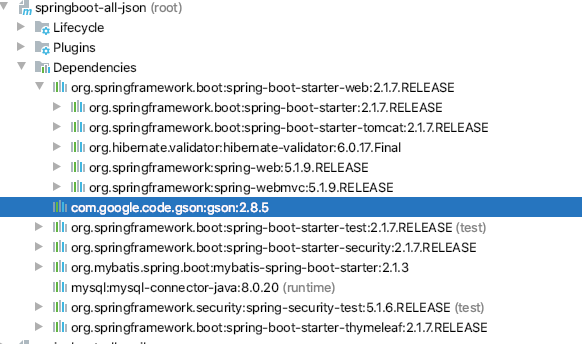 springboot-all-json (root)
Lifecycle
Plugins
Dependencies
org.springframework.boot:spring-boot-starter-web:2.1.7.RELEASE
org.springframework.boot:spring-boot-starter:2.1.7.RELEASE
org.springframework.boot:spring-boot-starter-tomcat:2.1.7.RELEASE
org.hibernate.validator:hibernate-validator:6.0.17.Final
org.springframework:spring-web:5.1.9.RELEASE
org.springframework:spring-webmvc:5.1.9.RELEASE
com.google.code.gson:gson:2.8.5
org.springframework.boot:spring-boot-starter-test:2.1.7.RELEASE (test)
org.springframework.boot:spring-boot-starter-security:2.1.7.RELEASE
org.mybatis.spring.boot:mybatis-spring-boot-starter:2.1.3
mysql:mysql-connector-java:8.0.20 (runtime)
org.springframework.security:spring-security-test:5.1.6.RELEASE (test)
org.springframework.boot:spring-boot-starter-thymeleaf:2.1.7.RELEASE